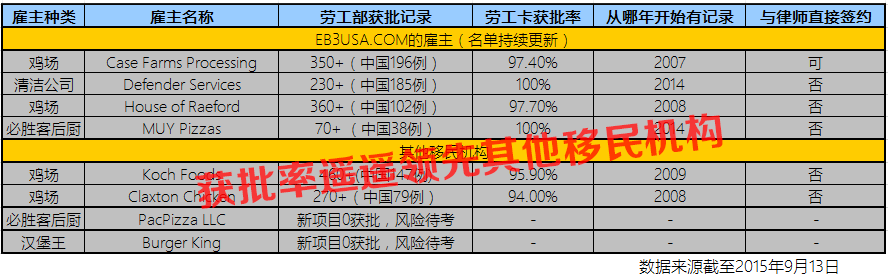 雇主种类 雇主名称 劳工部获批记录 劳工卡获批率 从哪年开始有记录 与律师直接签约
EB3USA.COM的雇主（名单持续更新）
鸡场 Case Farms Processing 350+（中国196例） 97.40% 2007 可
清洁公司 Defender Services 230+（中国185例） 100% 2014 否
鸡场 House of Raeford 360+（中国102例） 97.70% 2008 否
必胜客后厨 MUY Pizzas 70+（中国38例） 100% 2014 否
其他移民机构
鸡场 Koch Foods 460+(中国147例) 95.90% 2009 否
鸡场 Claxton Chicken 270+（中国79例） 94.00% 2008 否
必胜客后厨 PacPizza LLC 新项目0获批，风险待考 - - -
汉堡王 Burger King 新项目0获批，风险待考 - - -
获批率遥遥领先其他移民机构
数据来源截至2015年9月13日